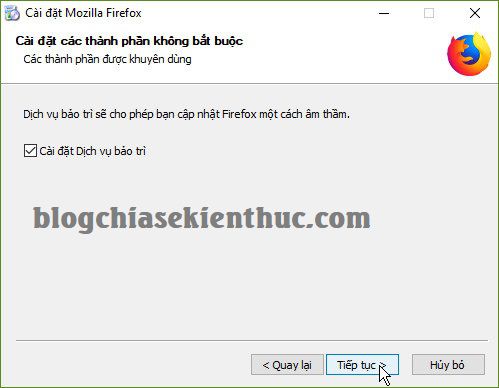 Cài đặt Mozilla Firefox
Cài đặt các thành phần không bắt buộc
Các thành phần được khuyên dùng
Dịch vụ bảo trì sẽ cho phép bạn cập nhật Firefox một cách âm thầm.
Cài đặt Dịch vụ bảo trì
blogchiasekienthuc.com
< Quay lại
Tiếp tục >
Hủy bỏ